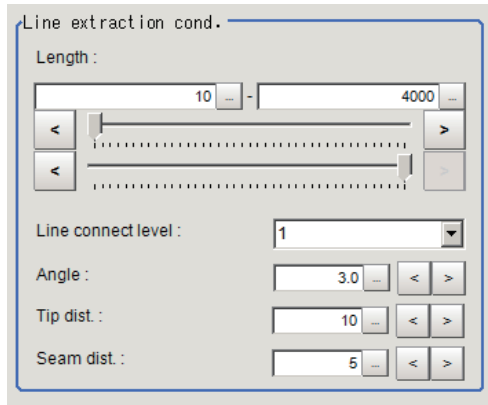 Line extraction cond.
Length :
10 ... - 4000 ...
< >
< >
Line connect level : 1
Angle : 3.0 ... < >
Tip dist. : 10 ... < >
Seam dist. : 5 ... < >